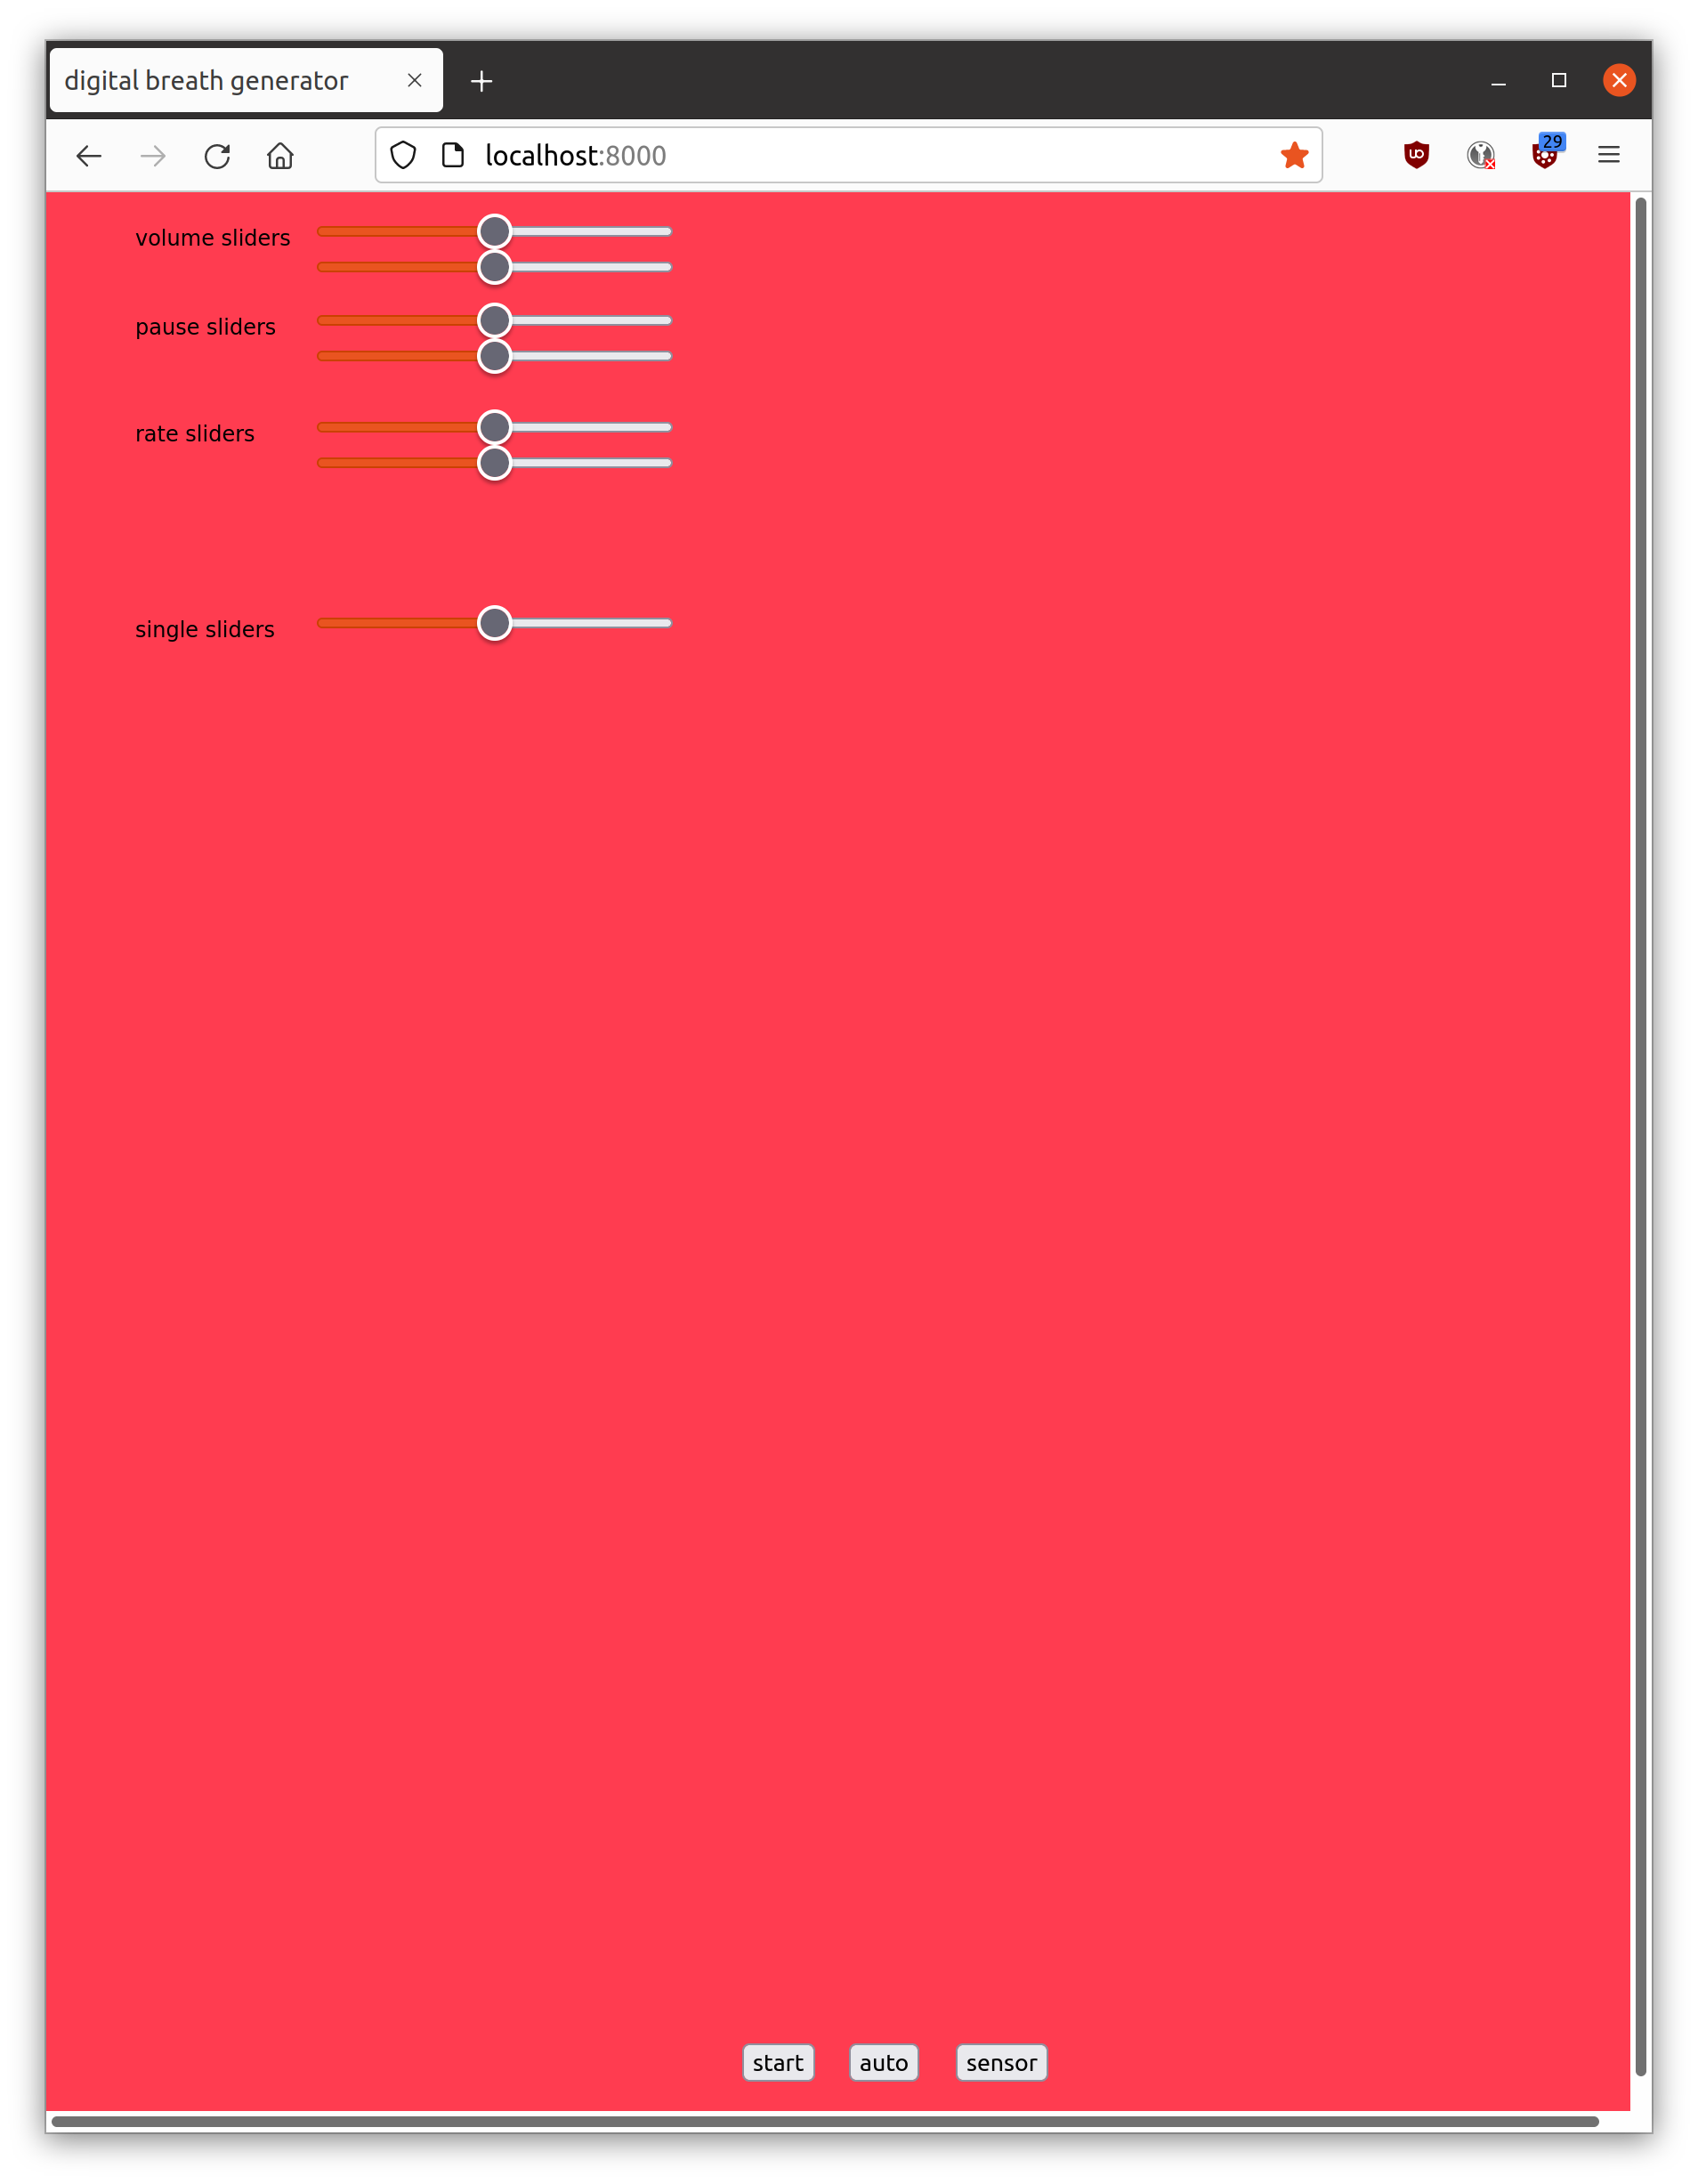 digital breath generator
localhost:8000
29
volume sliders
pause sliders
rate sliders
single sliders
start auto sensor